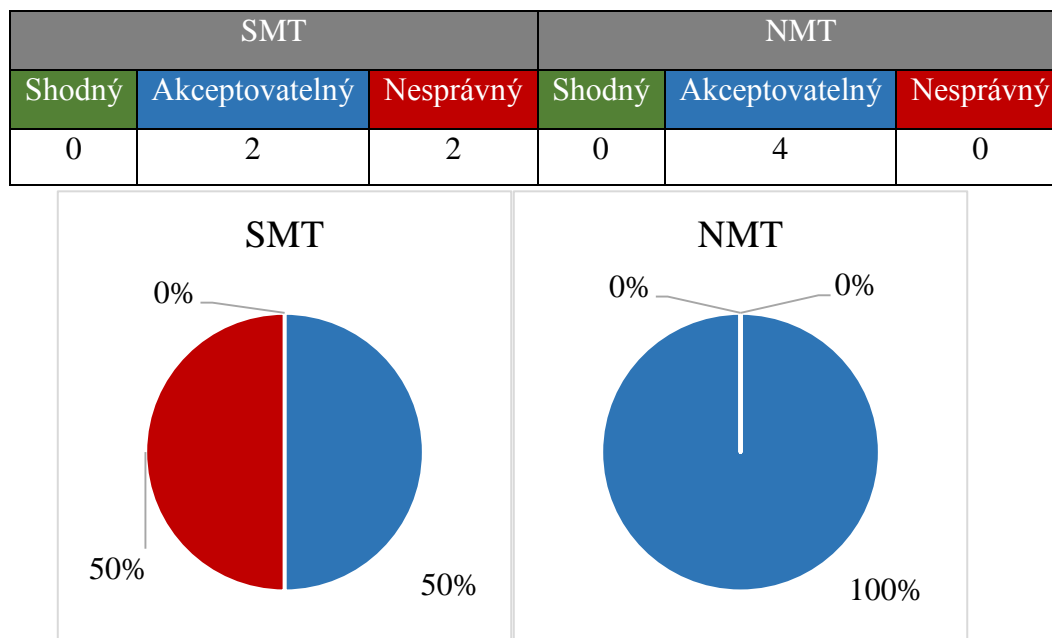 SMT NMT
Shodný Akceptovatelný Nesprávný Shodný Akceptovatelný Nesprávný
0 2 2 0 4 0
SMT
0%
50%
50%
NMT
0%
0%
100%